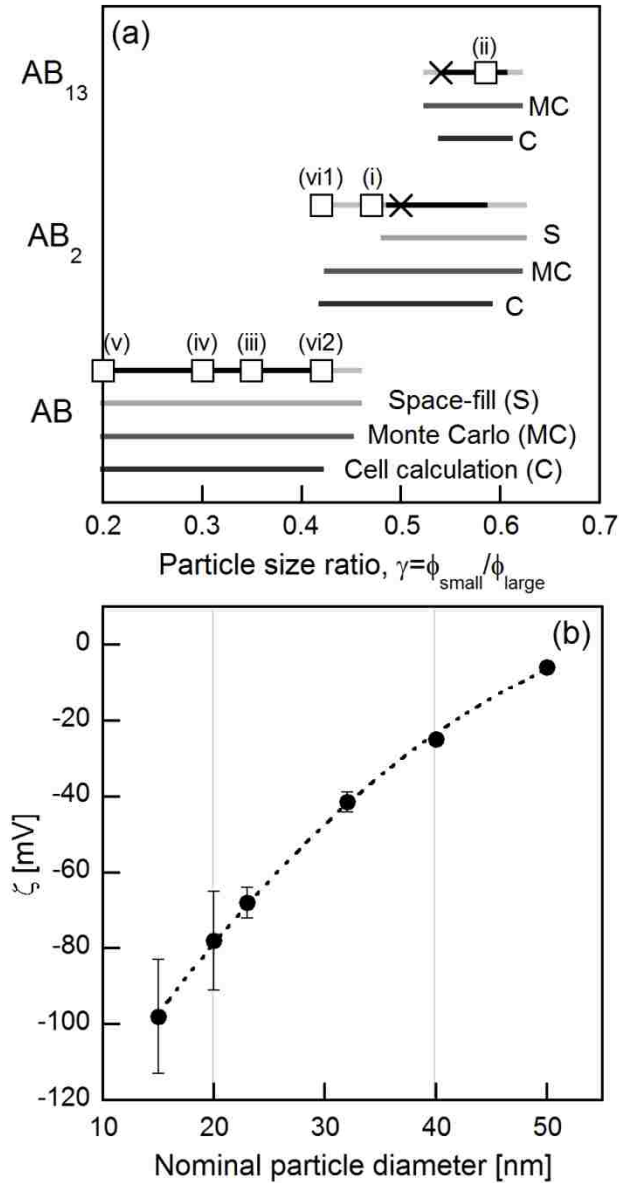 (a)
(ii)
AB13
MC
C
(vi1) (i)
AB2
S
MC
C
(v) (iv) (iii) (vi2)
AB
Space-fill (S)
Monte Carlo (MC)
Cell calculation (C)
0.2 0.3 0.4 0.5 0.6 0.7
Particle size ratio, γ=ϕsmall/ϕlarge
(b)
0
-20
-40
-60
-80
-100
-120
ζ [mV]
10 20 30 40 50
Nominal particle diameter [nm]